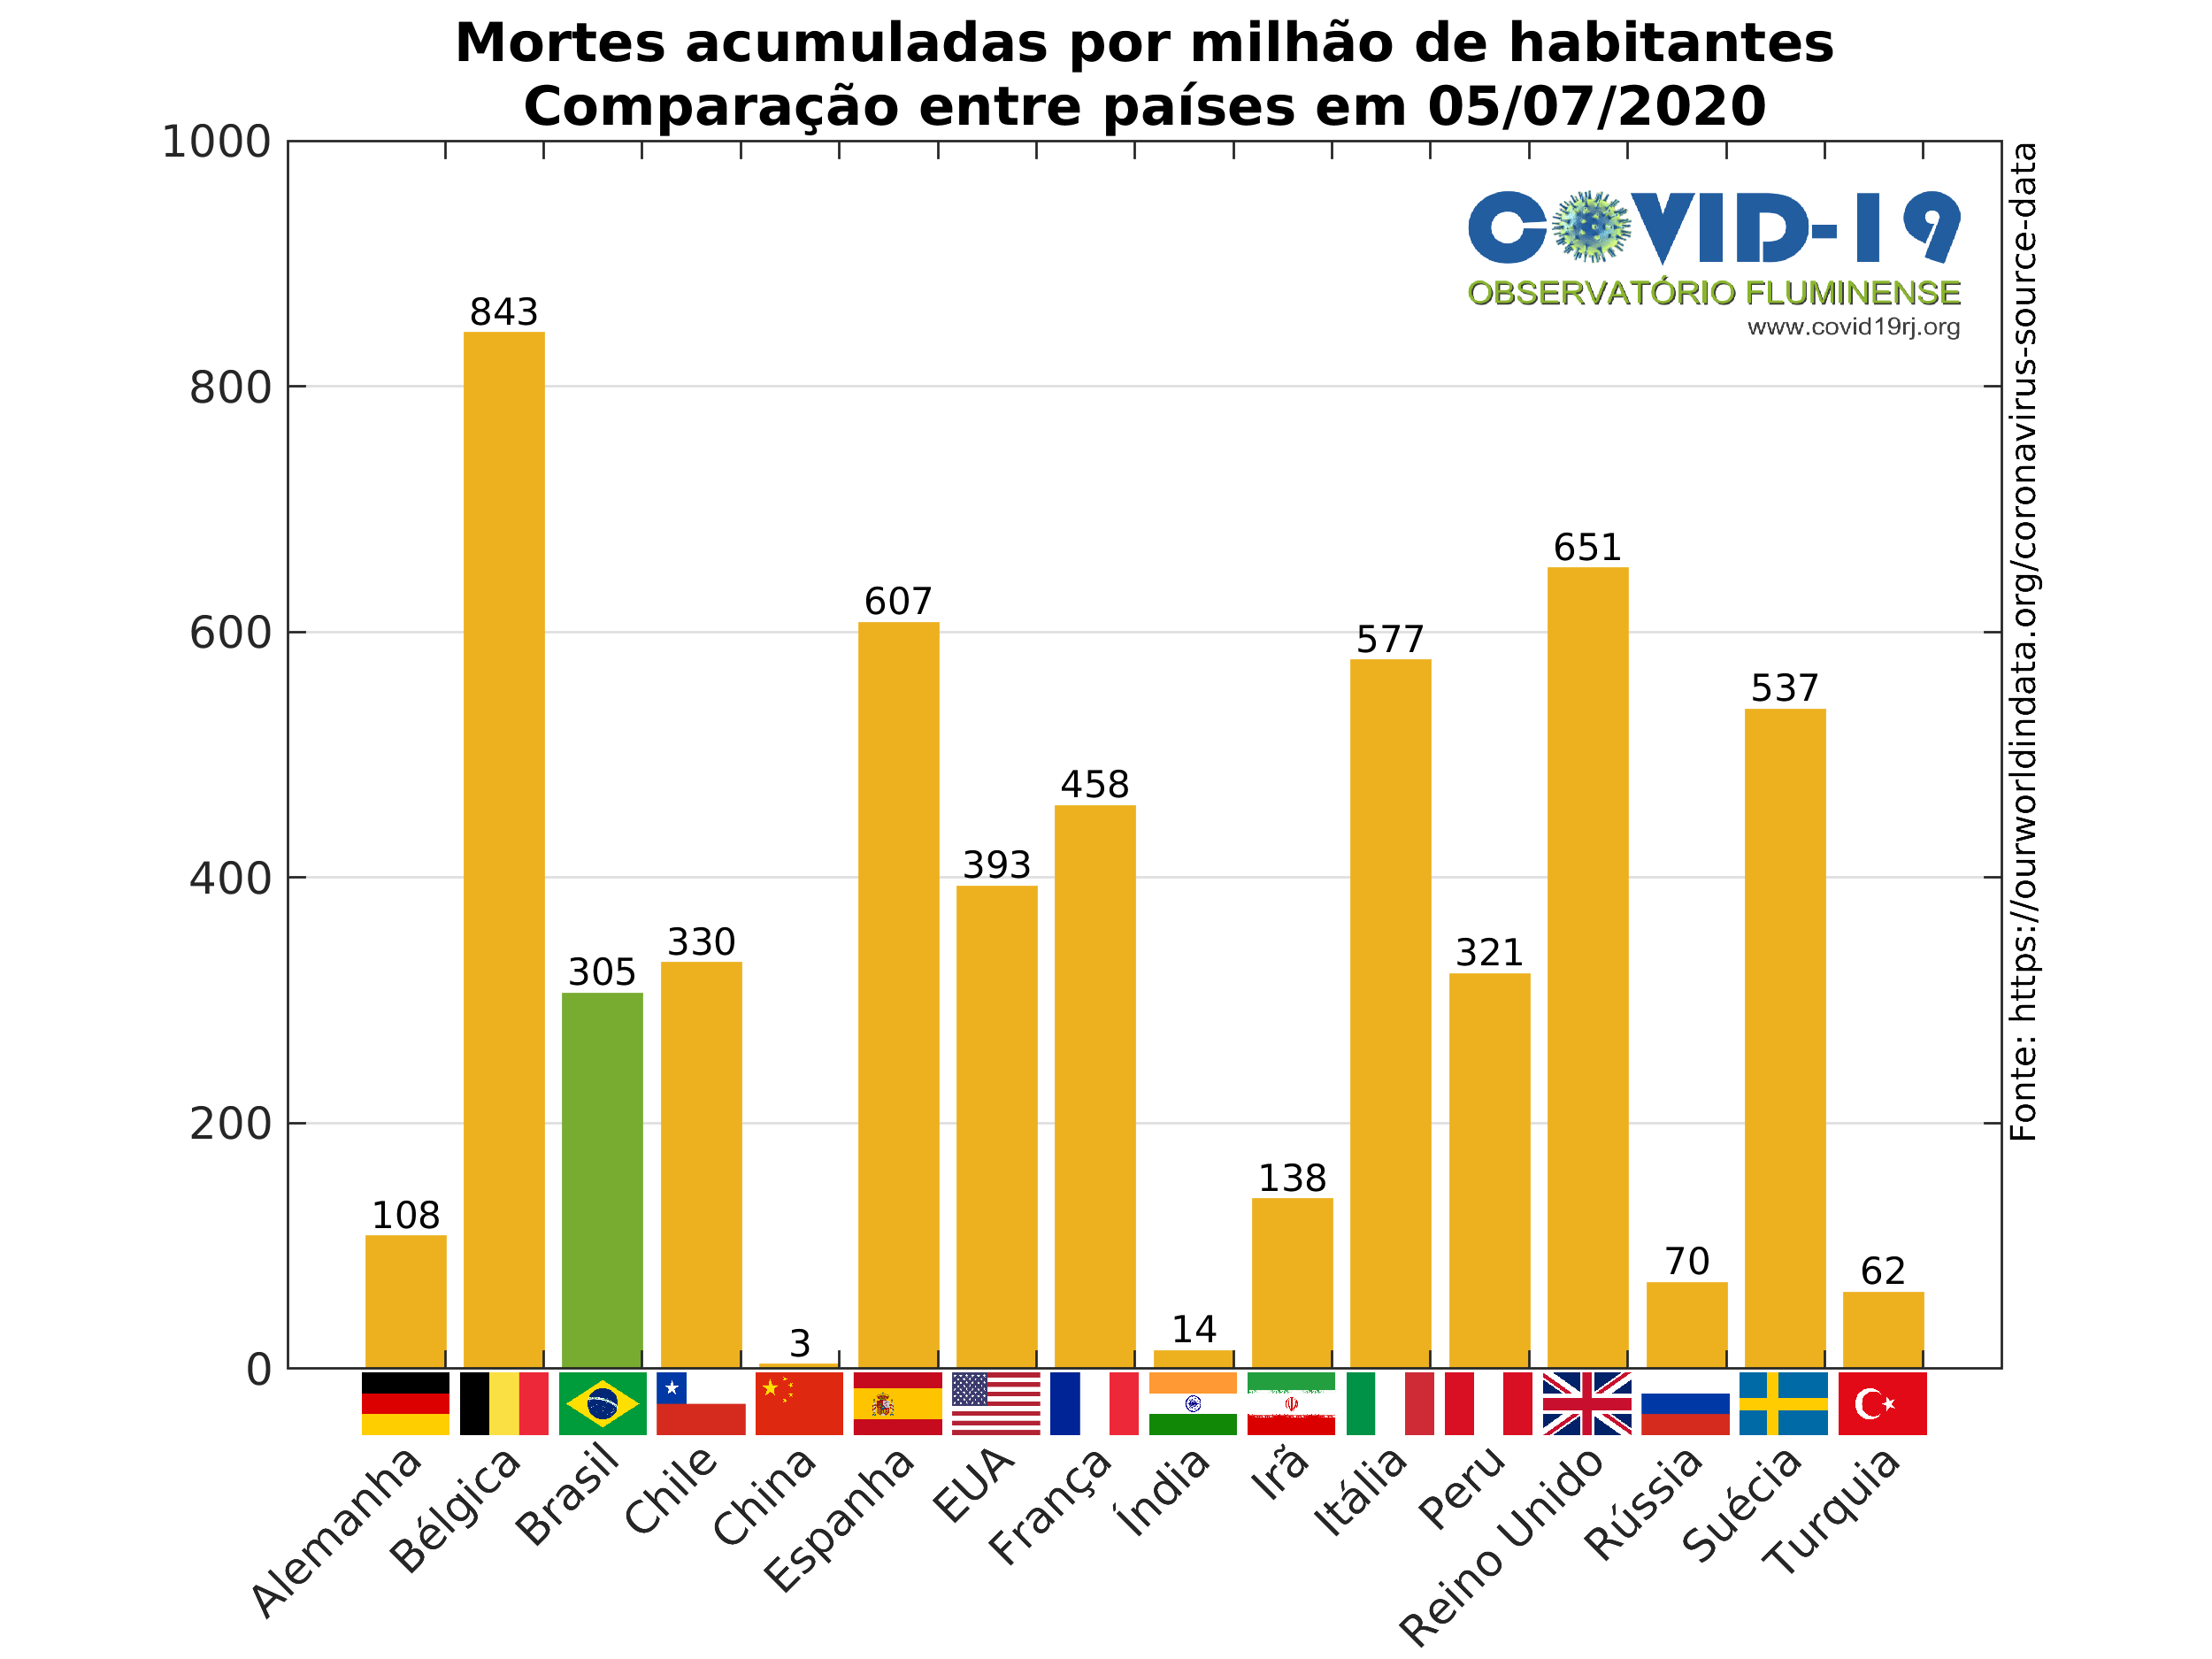 Mortes acumuladas por milhão de habitantes
Comparação entre países em 05/07/2020
1000
800
600
400
200
0
COVID-19
OBSERVATÓRIO FLUMINENSE
www.covid19rj.org
Fonte: https://ourworldindata.org/coronavirus-source-data
108
843
305
330
3
607
393
458
14
138
577
321
651
70
537
62
Alemanha
Bélgica
Brasil
Chile
China
Espanha
EUA
França
Índia
Irã
Itália
Peru
Reino Unido
Rússia
Suécia
Turquia